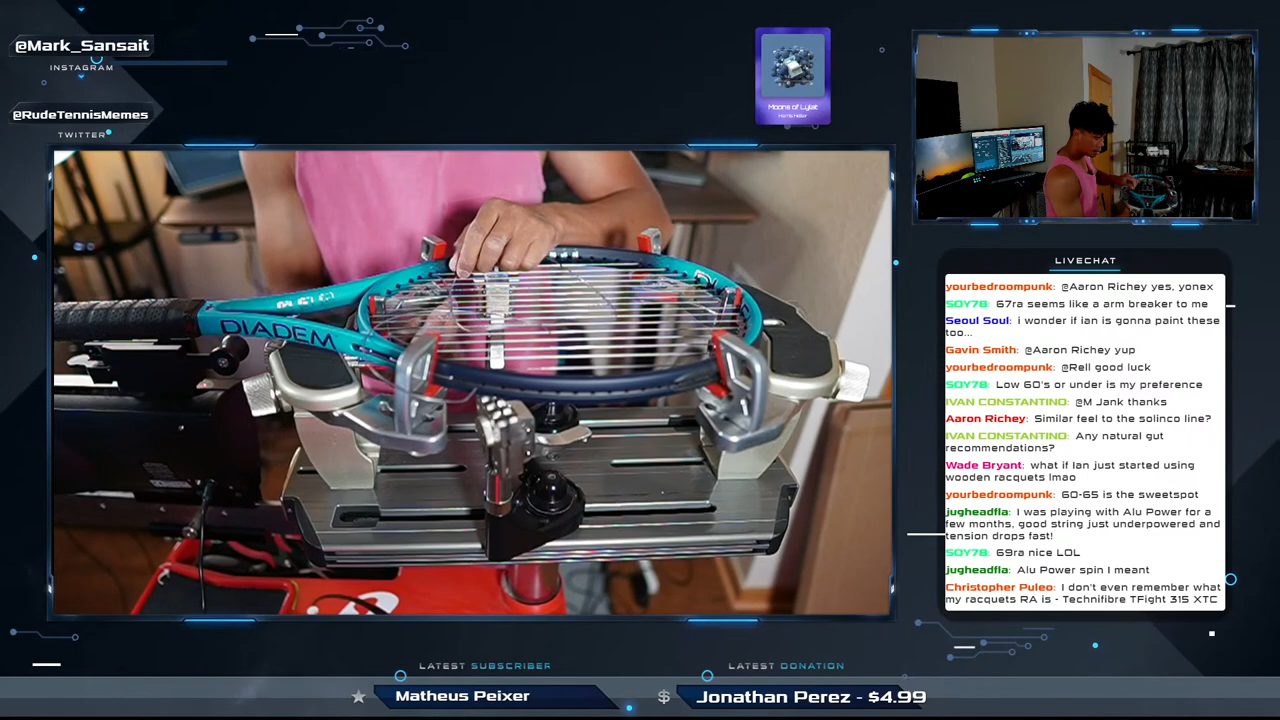 @Mark_Sansait
INSTAGRAM
@RudeTennisMemes
TWITTER
Moons of Lylat
DIADEM
LIVECHAT
yourbedroompunk: @Aaron Richey yes, yonex
SOY78: 67ra seems like a arm breaker to me
Seoul Soul: i wonder if ian is gonna paint these
too...
Gavin Smith: @Aaron Richey yup
yourbedroompunk: @Rell good luck
SOY78: Low 60's or under is my preference
IVAN CONSTANTINO: @M Jank thanks
Aaron Richey: Similar feel to the solinco line?
IVAN CONSTANTINO: Any natural gut
recommendations?
Wade Bryant: what if Ian just started using
wooden racquets lmao
yourbedroompunk: 60-65 is the sweetspot
jugheadfla: I was playing with Alu Power for a
few months, good string just underpowered and
tension drops fast!
SOY78: 69ra nice LOL
jugheadfla: Alu Power spin I meant
Christopher Puleo: I don't even remember what
my racquets RA is - Technifibre TFight 315 XTC
LATEST SUBSCRIBER
Matheus Peixer
LATEST DONATION
$ Jonathan Perez - $4.99